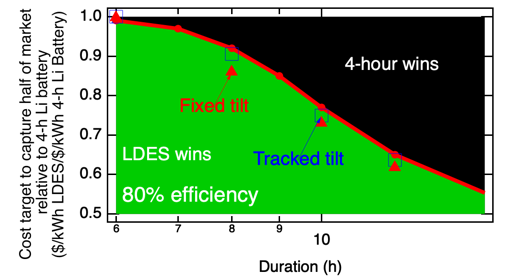 Cost target to capture half of market
relative to 4-h Li battery
($/kWh LDES/$/kWh 4-h Li Battery)
1.0
0.9
0.8
0.7
0.6
0.5
4-hour wins
Fixed tilt
LDES wins
Tracked tilt
80% efficiency
6
7
8
9
10
Duration (h)